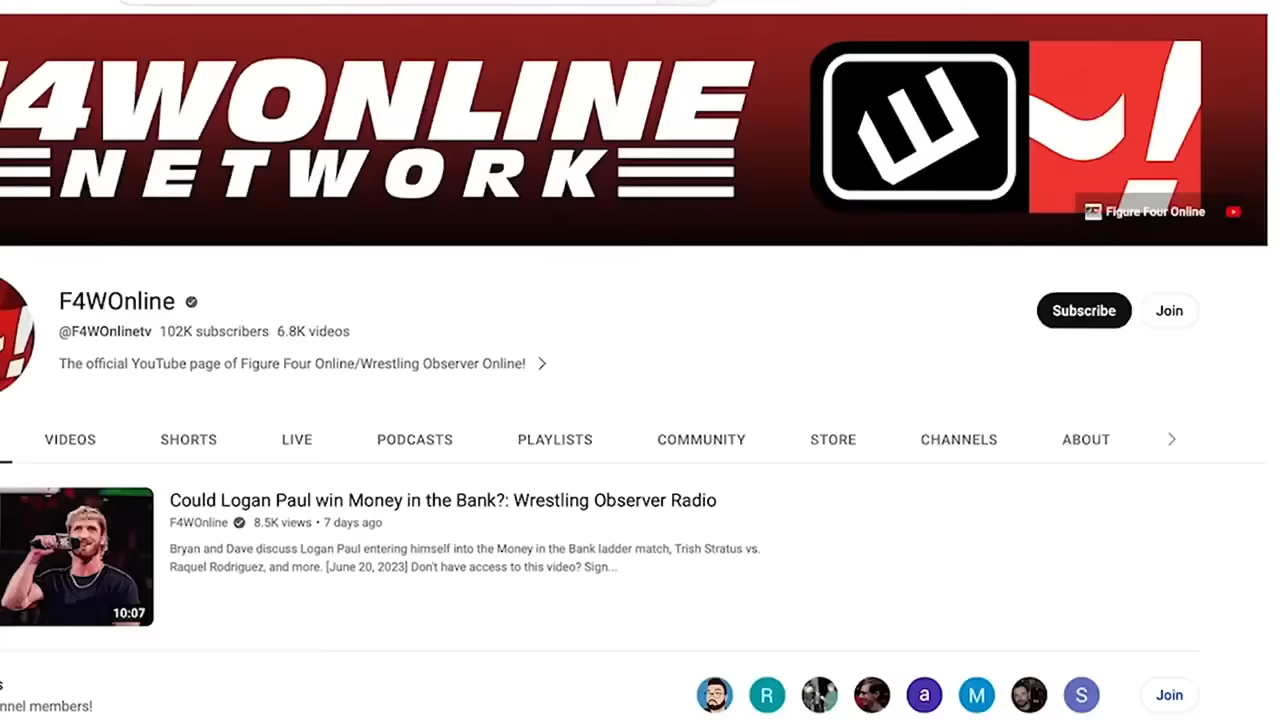 F4WONLINE
NETWORK
Figure Four Online
F4WOnline
Subscribe
Join
@F4WOnlinetv 102K subscribers 6.8K videos
The official YouTube page of Figure Four Online/Wrestling Observer Online!
VIDEOS SHORTS LIVE PODCASTS PLAYLISTS COMMUNITY STORE CHANNELS ABOUT
Could Logan Paul win Money in the Bank?: Wrestling Observer Radio
F4WOnline 8.5K views • 7 days ago
Bryan and Dave discuss Logan Paul entering himself into the Money in the Bank ladder match, Trish Stratus vs.
Raquel Rodriguez, and more. [June 20, 2023] Don't have access to this video? Sign...
10:07
s
R a M S
Join
nnel members!